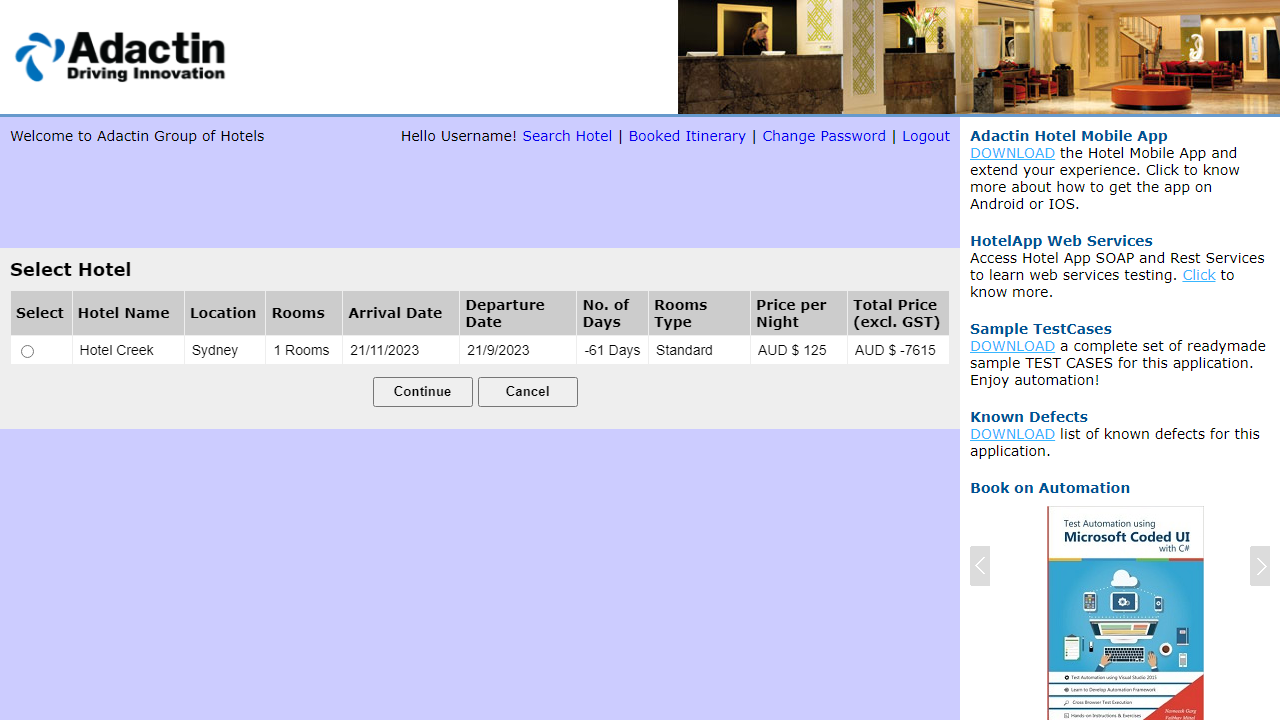 Adactin
Driving Innovation
Welcome to Adactin Group of Hotels
Hello Username! Search Hotel | Booked Itinerary | Change Password | Logout
Select Hotel
Select Hotel Name Location Rooms Arrival Date Departure Date No. of Days Rooms Type Price per Night Total Price (excl. GST)
Hotel Creek Sydney 1 Rooms 21/11/2023 21/9/2023 -61 Days Standard AUD $ 125 AUD $ -7615
Continue Cancel
Adactin Hotel Mobile App
DOWNLOAD the Hotel Mobile App and
extend your experience. Click to know
more about how to get the app on
Android or IOS.
HotelApp Web Services
Access Hotel App SOAP and Rest Services
to learn web services testing. Click to
know more.
Sample TestCases
DOWNLOAD a complete set of readymade
sample TEST CASES for this application.
Enjoy automation!
Known Defects
DOWNLOAD list of known defects for this
application.
Book on Automation
Test Automation using
Microsoft Coded UI
with C#
Test Automation using Visual Studio 2015
Learn to Develop Automation Framework
Cross Browser Test Execution
Hands-on Instructions & Exercises
Navneesh Garg